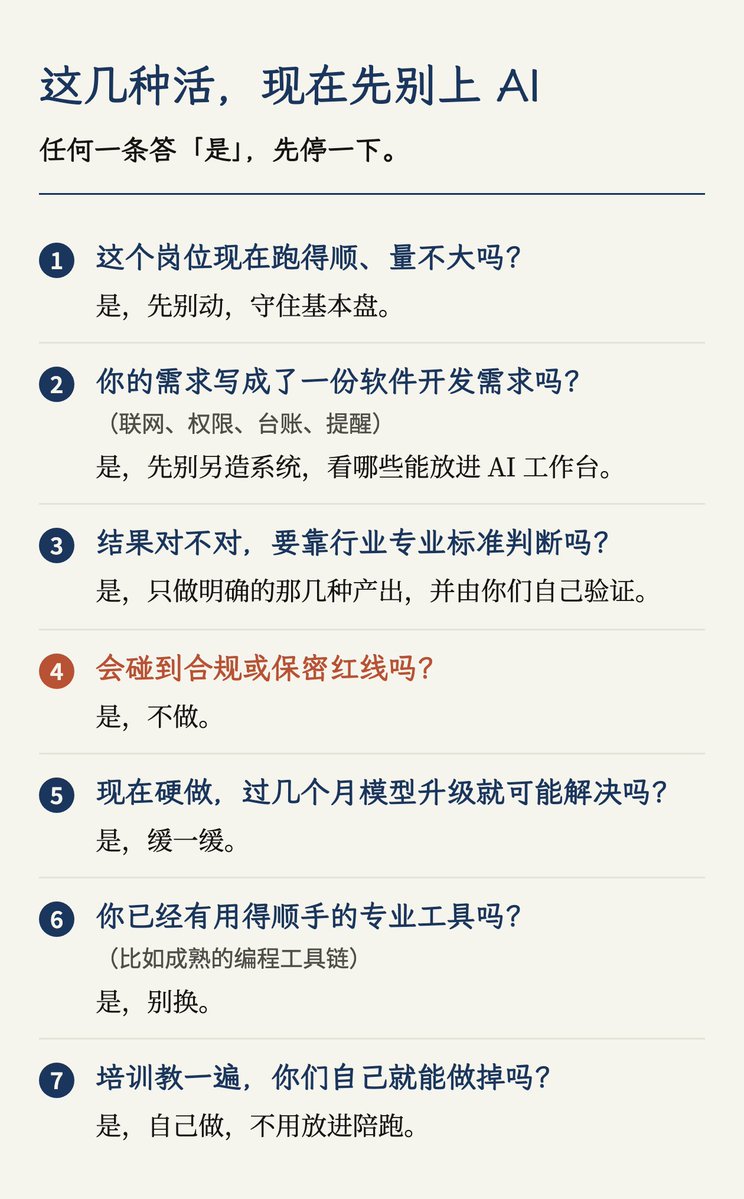 这几种活，现在先别上 AI
任何一条答「是」，先停一下。
1 这个岗位现在跑得顺、量不大吗？
是，先别动，守住基本盘。
2 你的需求写成了一份软件开发需求吗？
（联网、权限、台账、提醒）
是，先别另造系统，看哪些能放进 AI 工作台。
3 结果对不对，要靠行业专业标准判断吗？
是，只做明确的那几种产出，并由你们自己验证。
4 会碰到合规或保密红线吗？
是，不做。
5 现在硬做，过几个月模型升级就可能解决吗？
是，缓一缓。
6 你已经有用得顺手的专业工具吗？
（比如成熟的编程工具链）
是，别换。
7 培训教一遍，你们自己就能做掉吗？
是，自己做，不用放进陪跑。